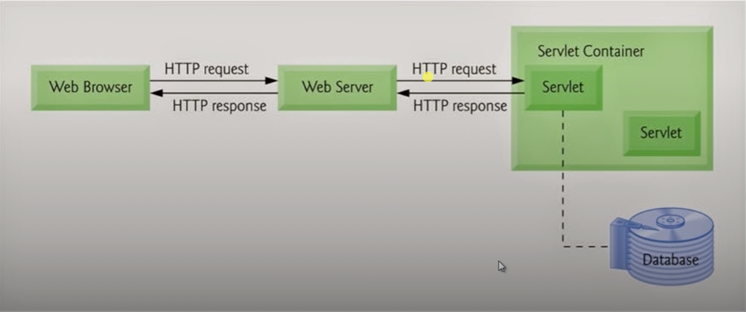 Servlet Container
HTTP request
HTTP request
Web Browser
Web Server
Servlet
HTTP response
HTTP response
Servlet
Database